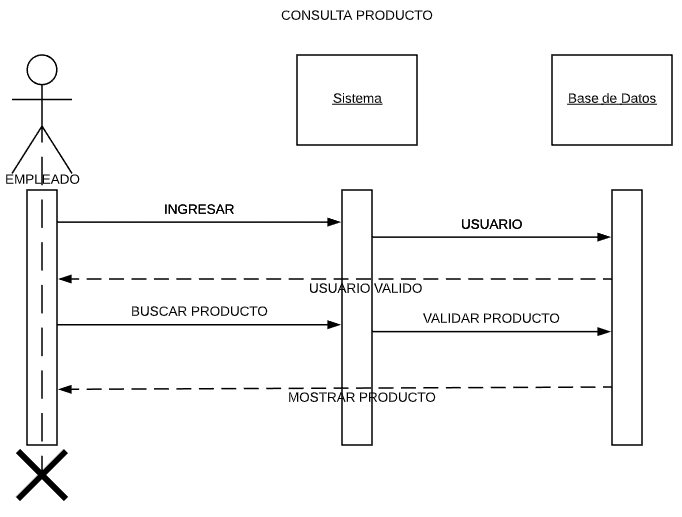 CONSULTA PRODUCTO
Sistema
Base de Datos
EMPLEADO
INGRESAR
USUARIO
USUARIO VALIDO
BUSCAR PRODUCTO
VALIDAR PRODUCTO
MOSTRAR PRODUCTO